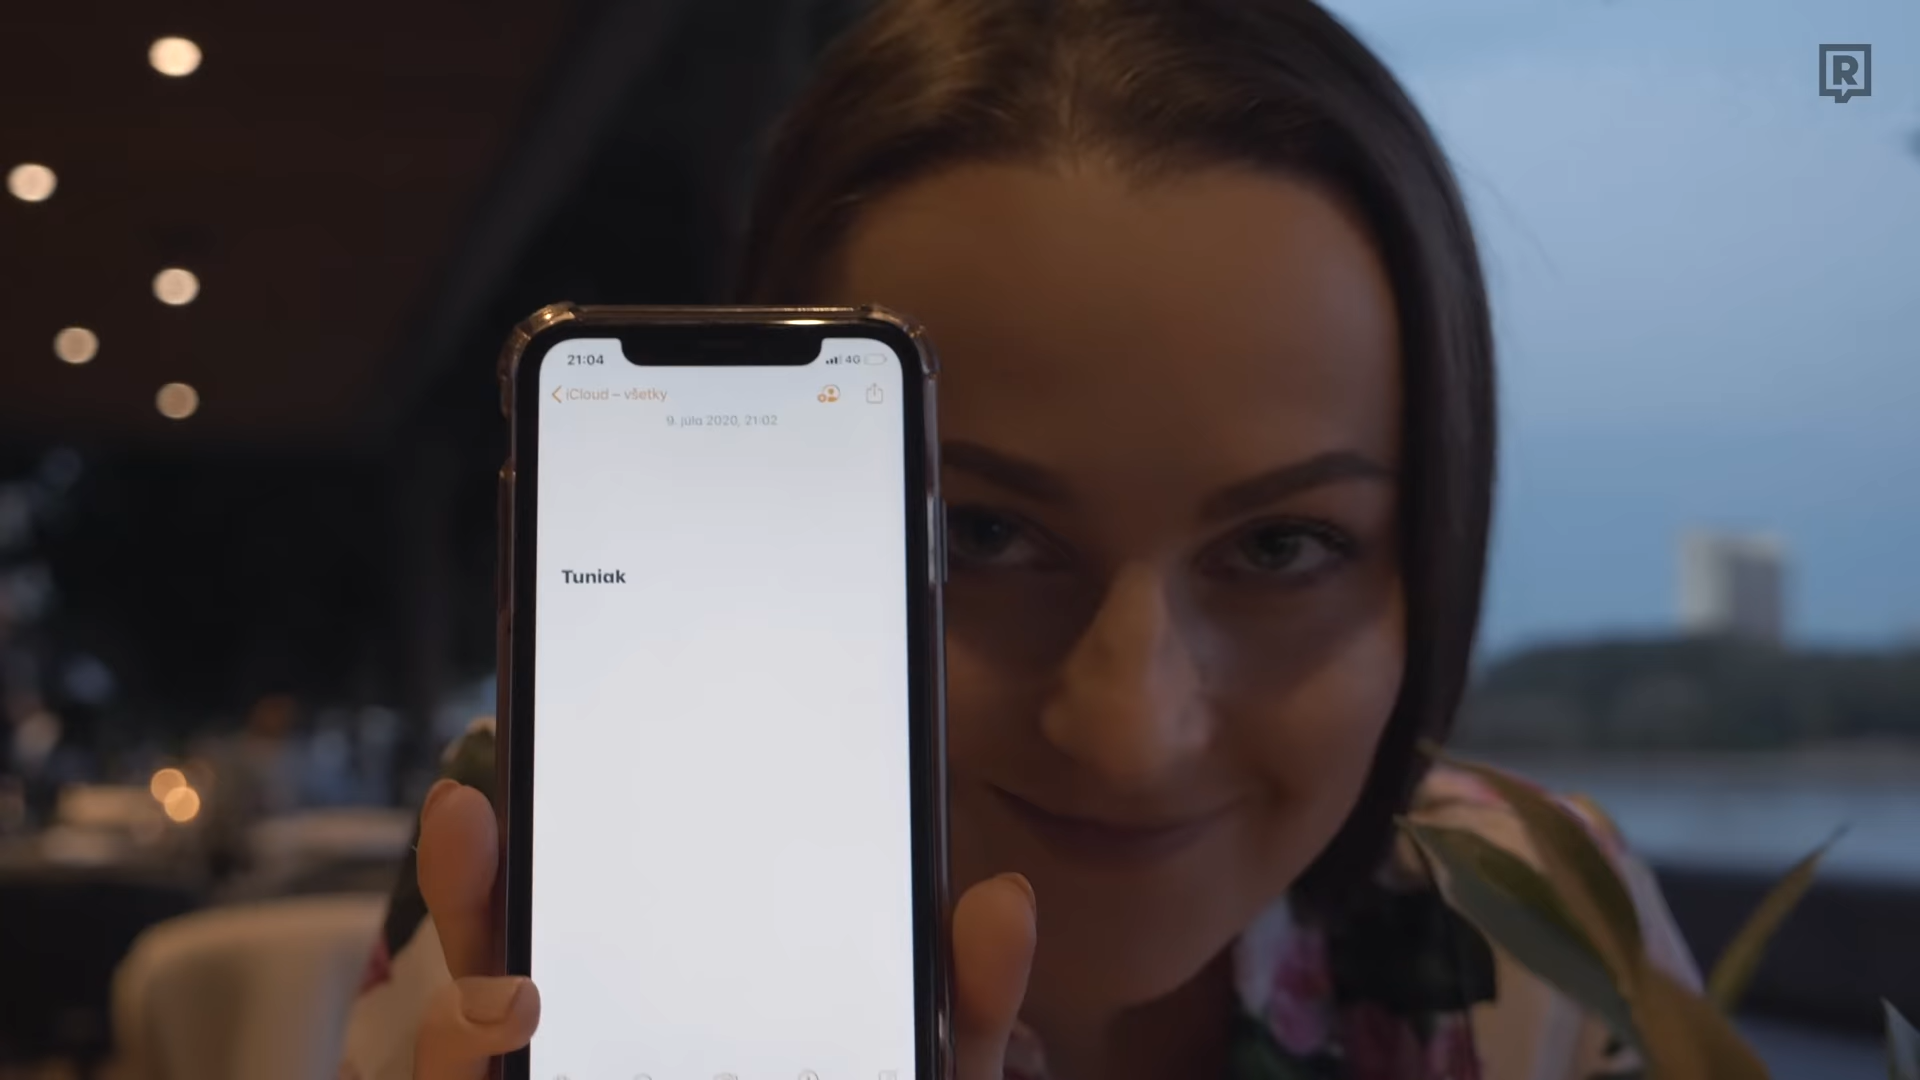 R
21:04 4G
iCloud – všetky
9. júla 2020, 21:02
Tuniak